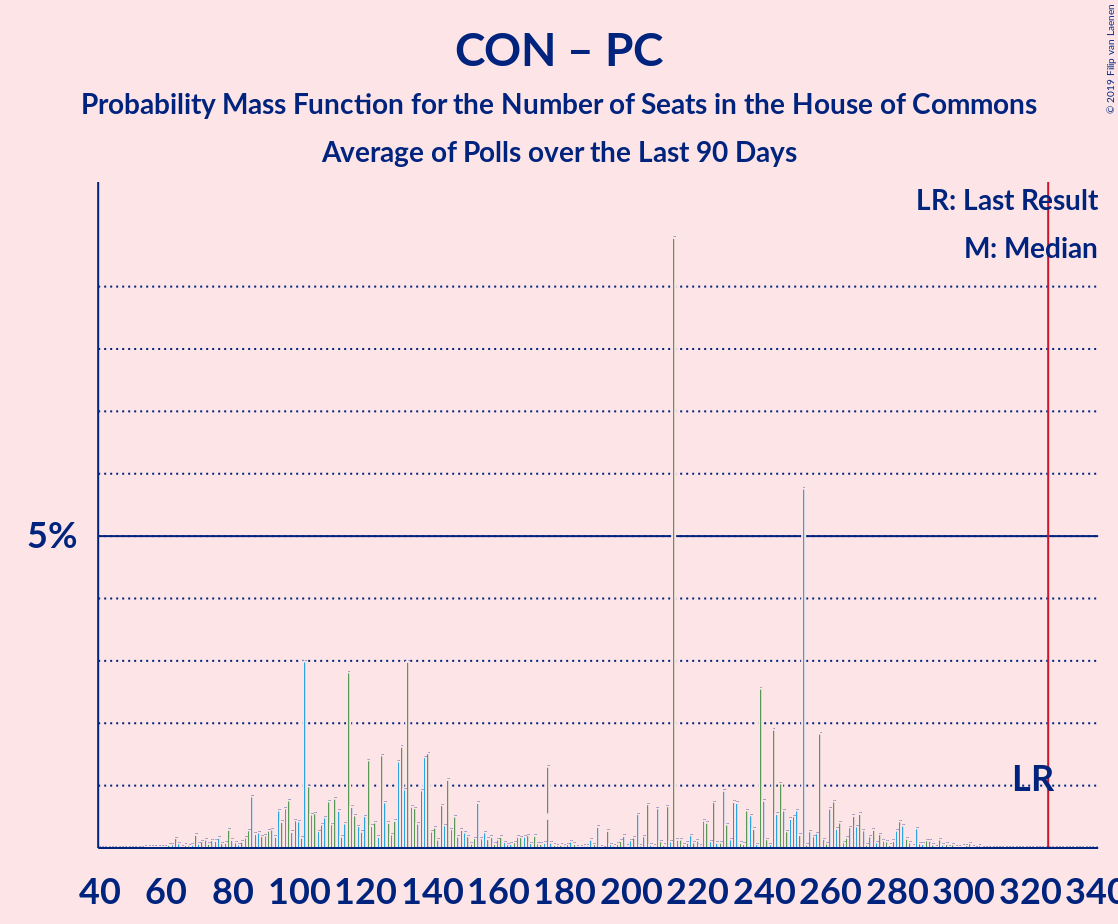 CON – PC
Probability Mass Function for the Number of Seats in the House of Commons
Average of Polls over the Last 90 Days
© 2019 Filip van Laenen
LR: Last Result
M: Median
5%
LR
40 60 80 100 120 140 160 180 200 220 240 260 280 300 320 340